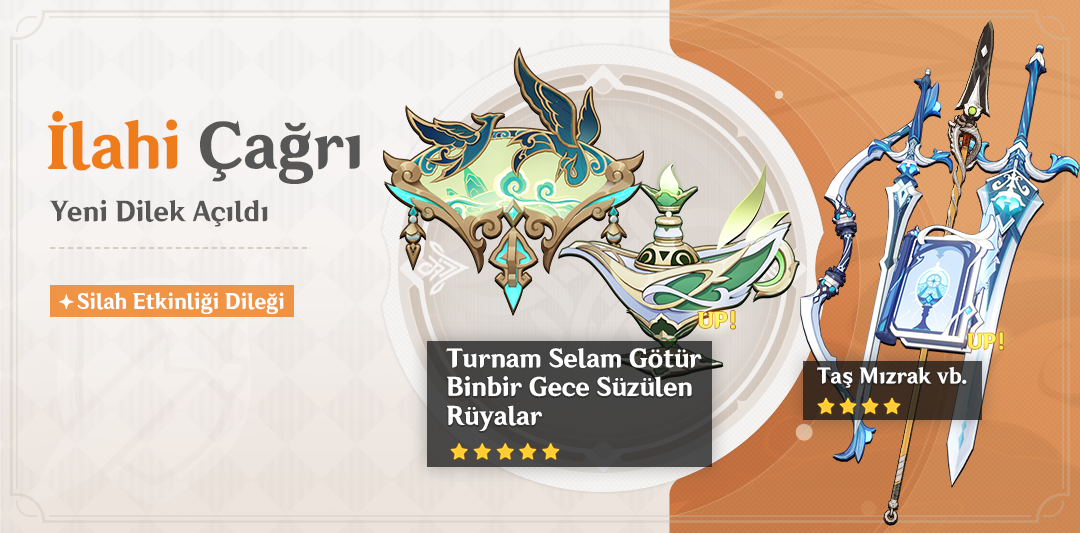 İlahi Çağrı
Yeni Dilek Açıldı
Silah Etkinliği Dileği
UP!
Turnam Selam Götür
Binbir Gece Süzülen
Rüyalar
UP!
Taş Mızrak vb.